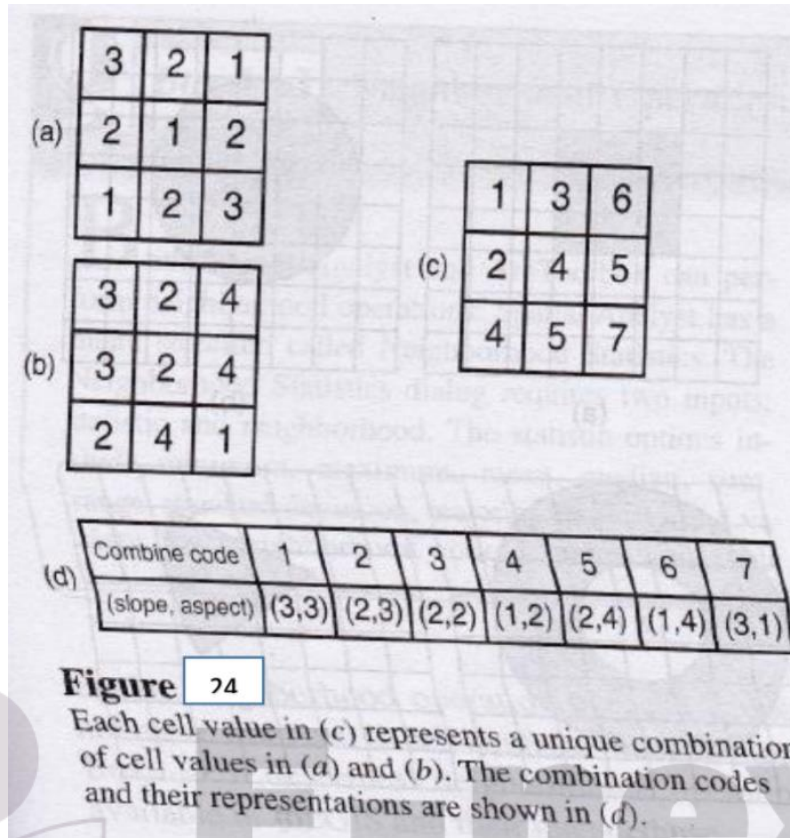 3 2 1
(a) 2 1 2
1 2 3
3 2 4
(b) 3 2 4
2 4 1
1 3 6
(c) 2 4 5
4 5 7
(d)
Combine code 1 2 3 4 5 6 7
(slope, aspect) (3,3) (2,3) (2,2) (1,2) (2,4) (1,4) (3,1)
Figure 24
Each cell value in (c) represents a unique combination
of cell values in (a) and (b). The combination codes
and their representations are shown in (d).